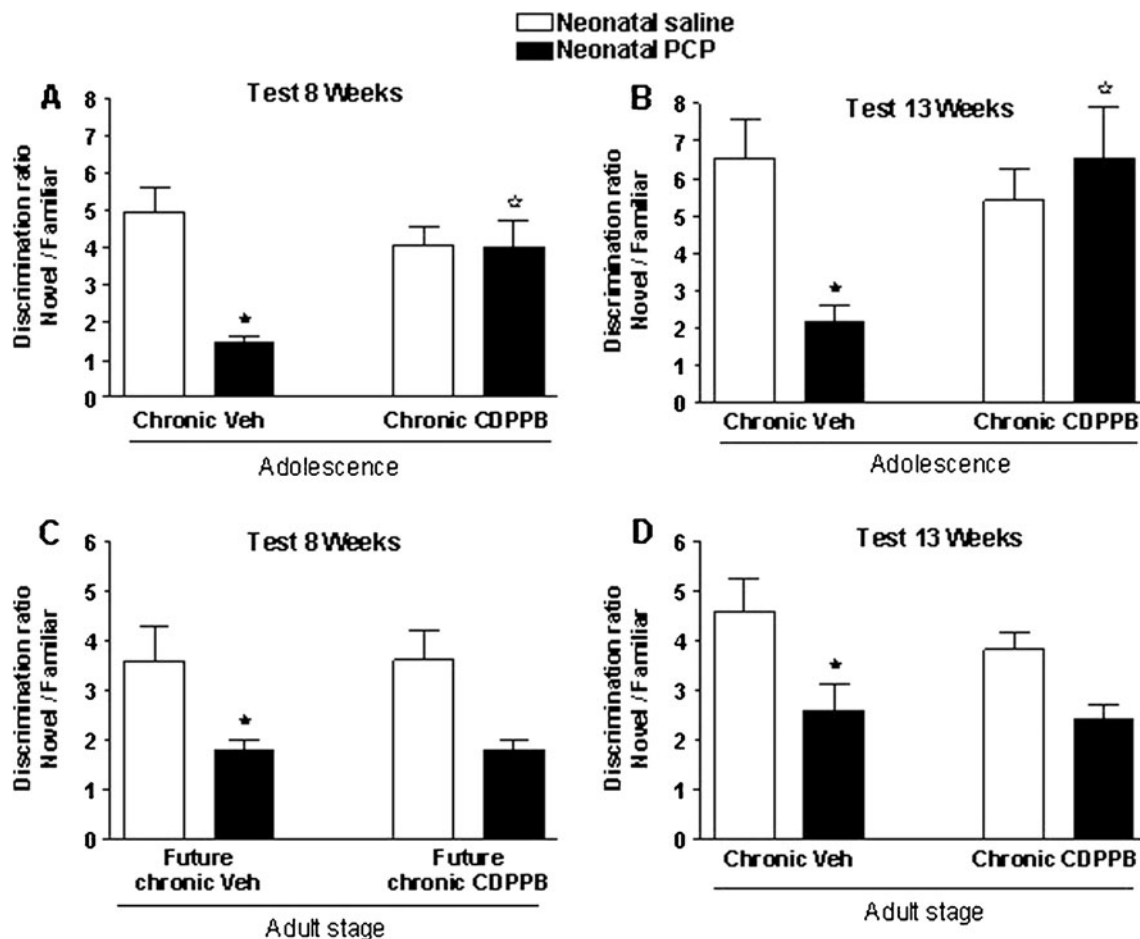 Neonatal saline
Neonatal PCP
A
Test 8 Weeks
Discrimination ratio
Novel / Familiar
8
7
6
5
4
3
2
1
0
Chronic Veh
Chronic CDPPB
Adolescence
B
Test 13 Weeks
Discrimination ratio
Novel / Familiar
8
7
6
5
4
3
2
1
0
Chronic Veh
Chronic CDPPB
Adolescence
C
Test 8 Weeks
Discrimination ratio
Novel / Familiar
6
5
4
3
2
1
0
Future
chronic Veh
Future
chronic CDPPB
Adult stage
D
Test 13 Weeks
Discrimination ratio
Novel / Familiar
6
5
4
3
2
1
0
Chronic Veh
Chronic CDPPB
Adult stage